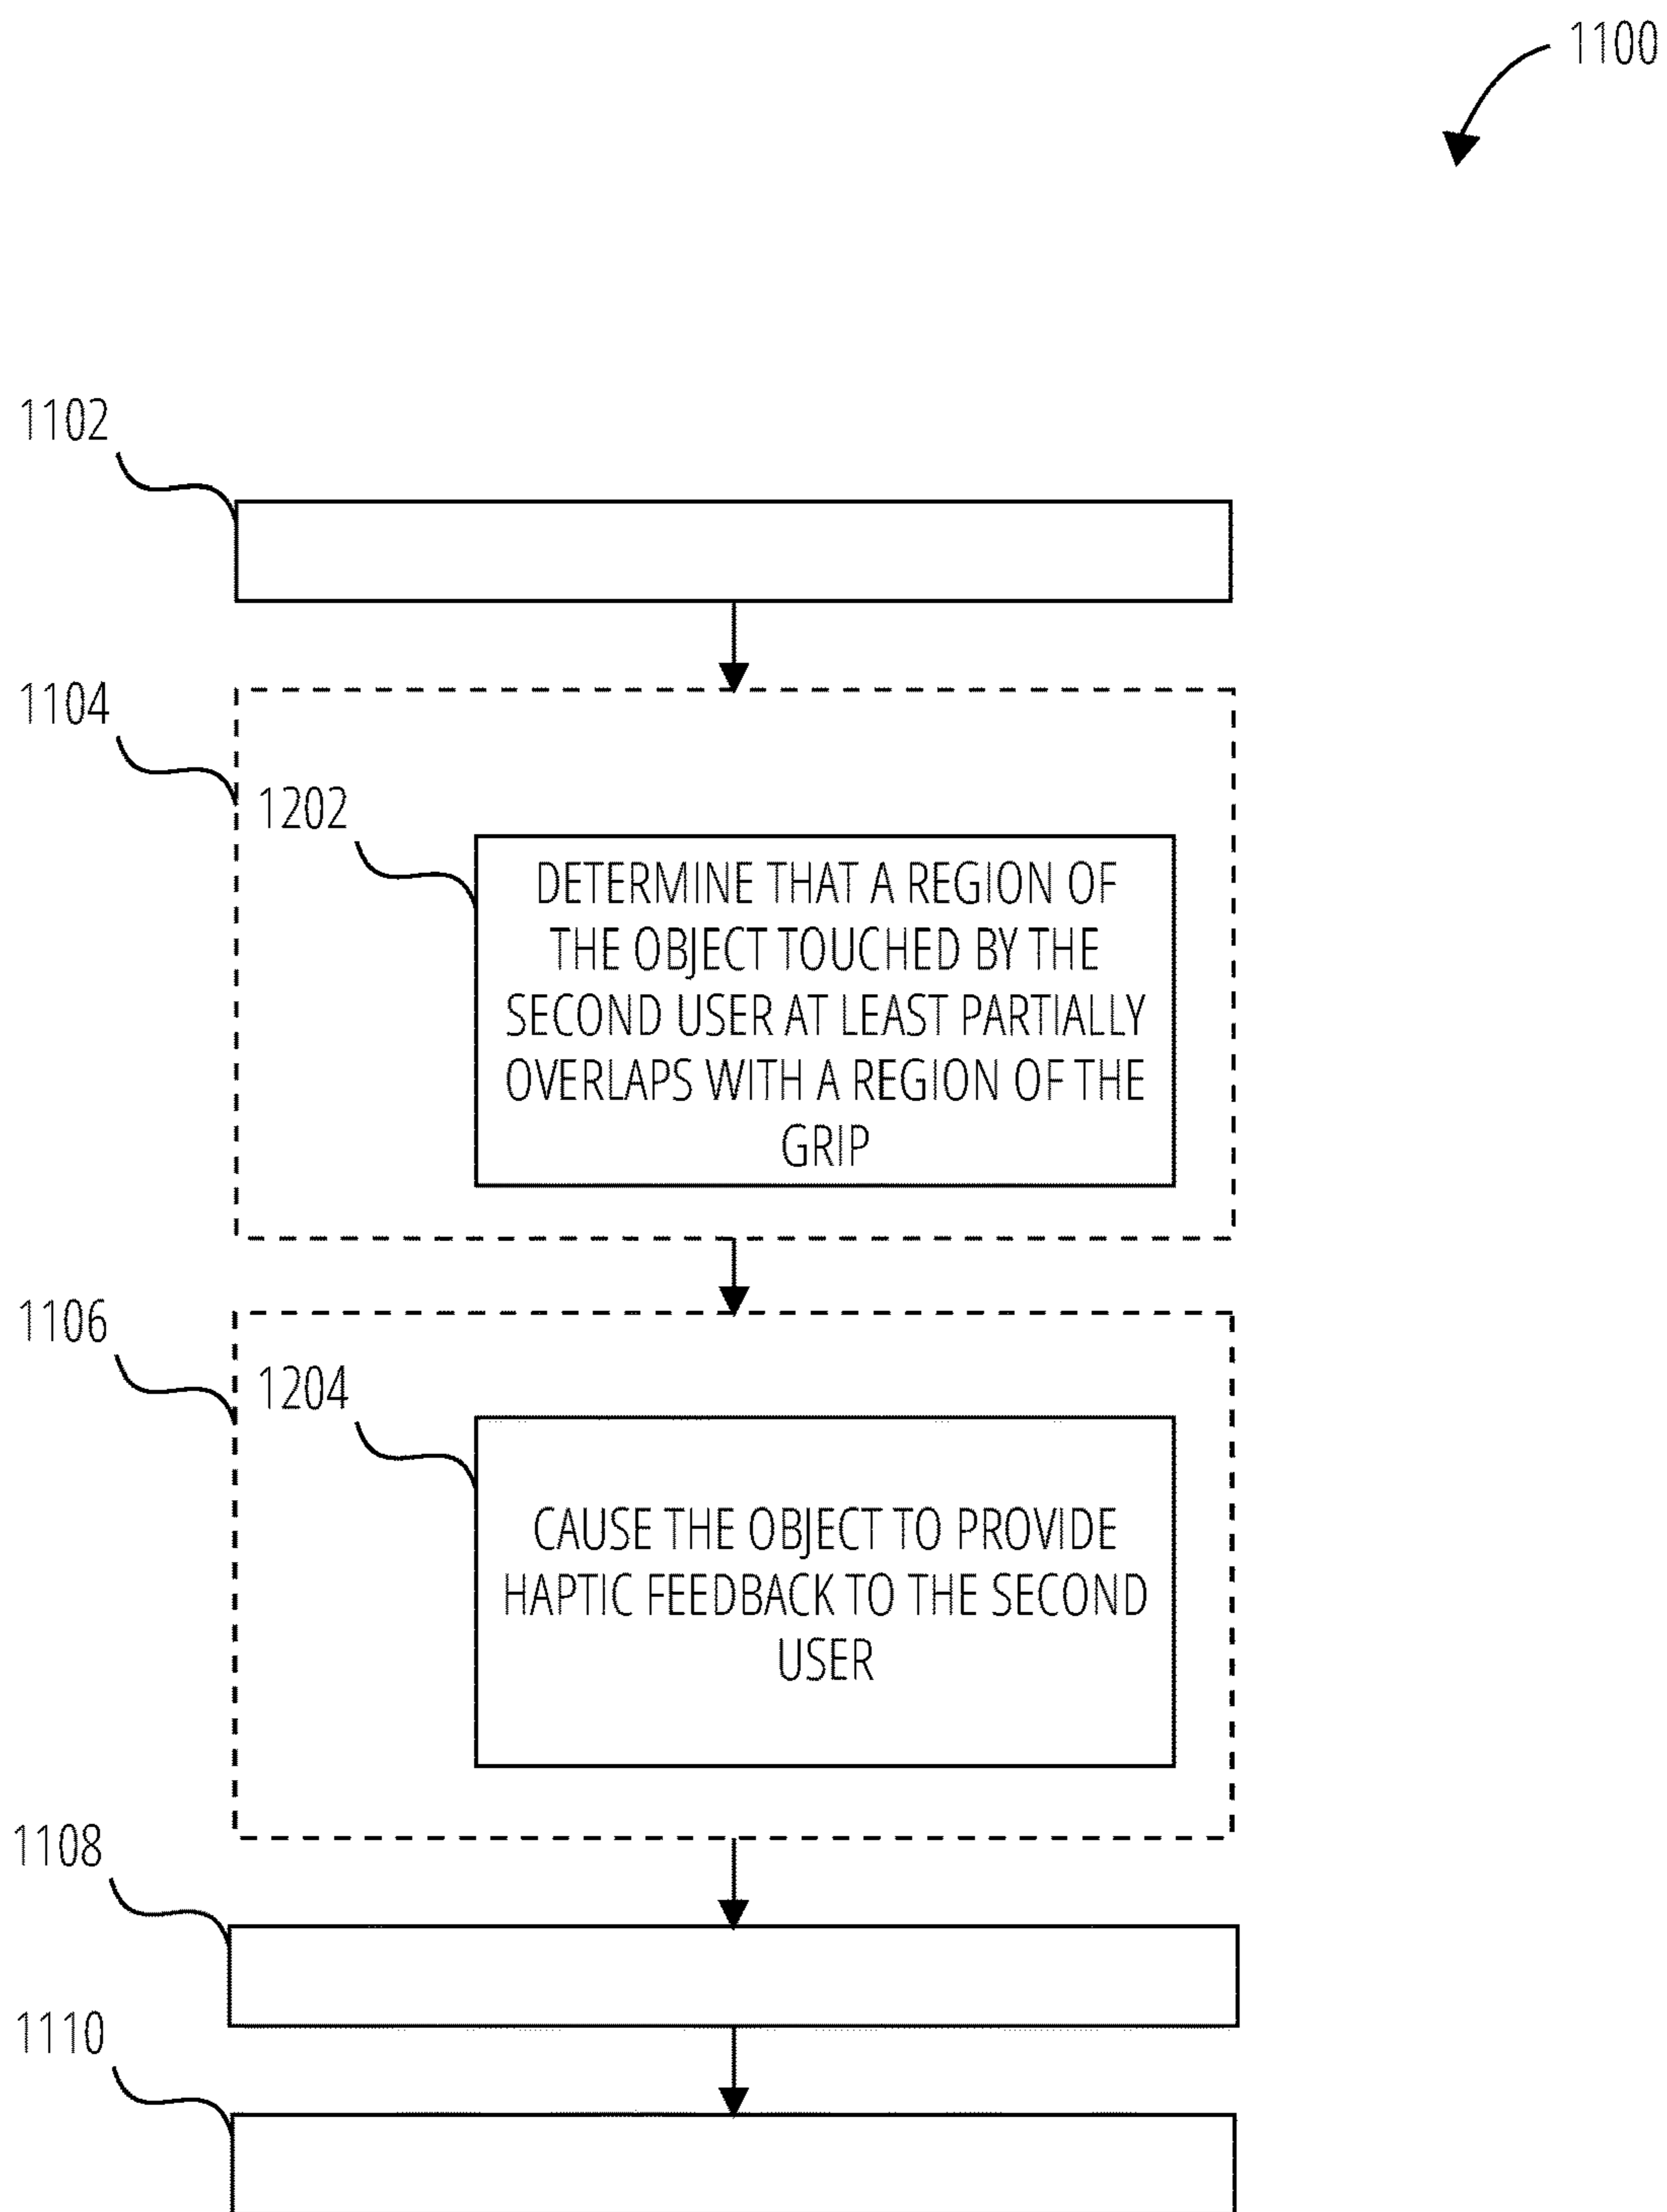 1100
1102
1104
1202
DETERMINE THAT A REGION OF
THE OBJECT TOUCHED BY THE
SECOND USER AT LEAST PARTIALLY
OVERLAPS WITH A REGION OF THE
GRIP
1106
1204
CAUSE THE OBJECT TO PROVIDE
HAPTIC FEEDBACK TO THE SECOND
USER
1108
1110